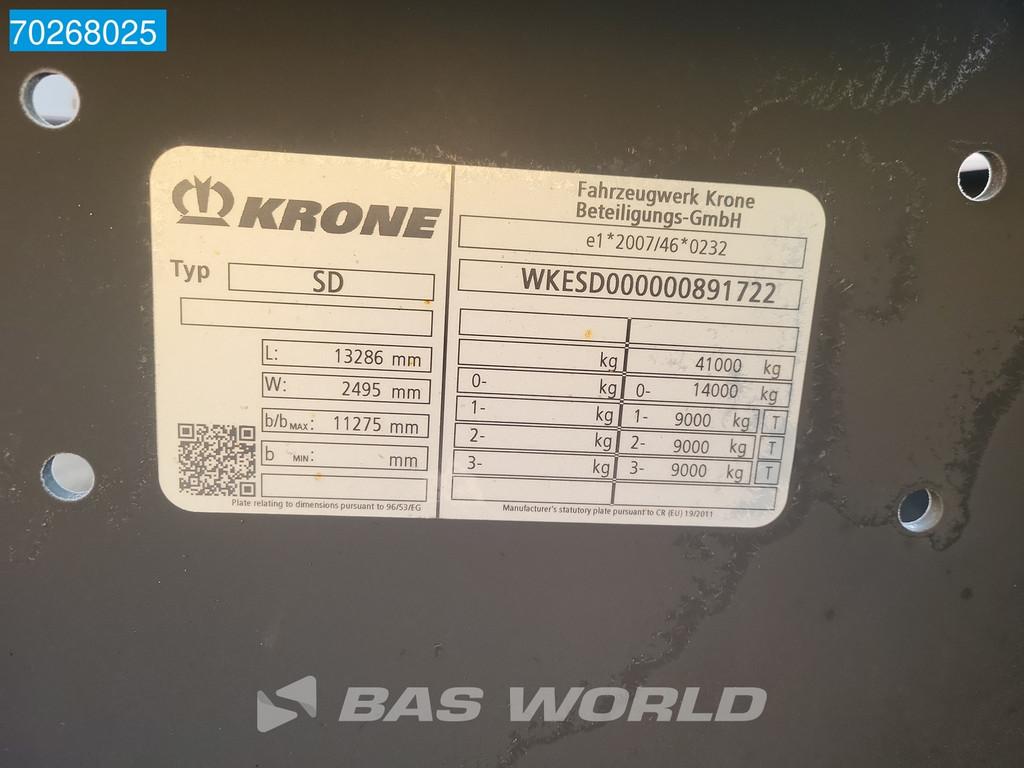 70268025
KRONE
Typ SD
L: 13286 mm
W: 2495 mm
b/bMAX: 11275 mm
b MIN: mm
Plate relating to dimensions pursuant to 96/53/EG
Fahrzeugwerk Krone
Beteiligungs-GmbH
e1*2007/46*0232
WKESD000000891722
kg 41000 kg
0- kg 0- 14000 kg
1- kg 1- 9000 kg T
2- kg 2- 9000 kg T
3- kg 3- 9000 kg T
Manufacturer's statutory plate pursuant to CR (EU) 19/2011
BAS WORLD